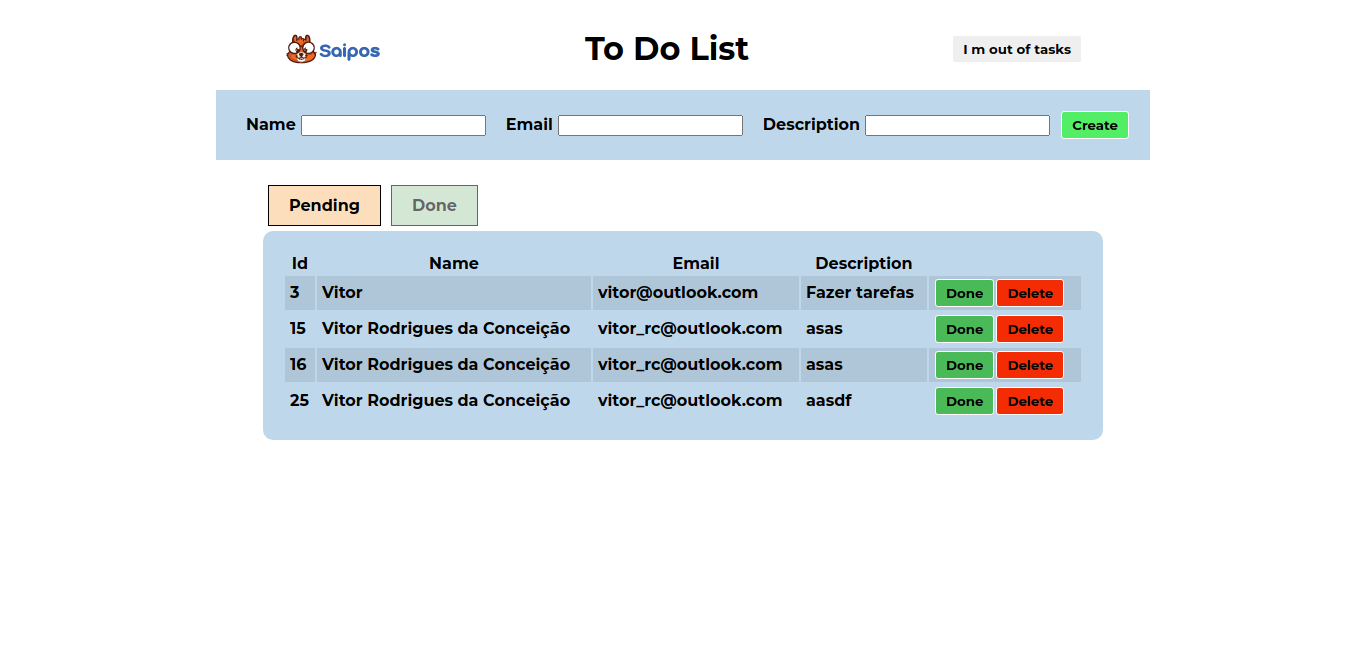 Saipos To Do List I m out of tasks
Name Email Description Create
Pending Done
Id Name Email Description
3 Vitor vitor@outlook.com Fazer tarefas Done Delete
15 Vitor Rodrigues da Conceição vitor_rc@outlook.com asas Done Delete
16 Vitor Rodrigues da Conceição vitor_rc@outlook.com asas Done Delete
25 Vitor Rodrigues da Conceição vitor_rc@outlook.com aasdf Done Delete